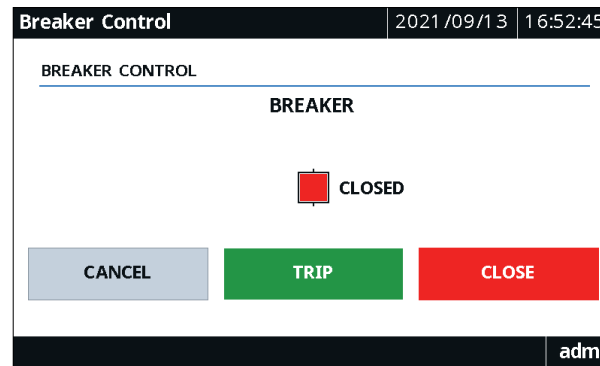 Breaker Control 2021/09/13 16:52:45
BREAKER CONTROL
BREAKER
CLOSED
CANCEL TRIP CLOSE
adm